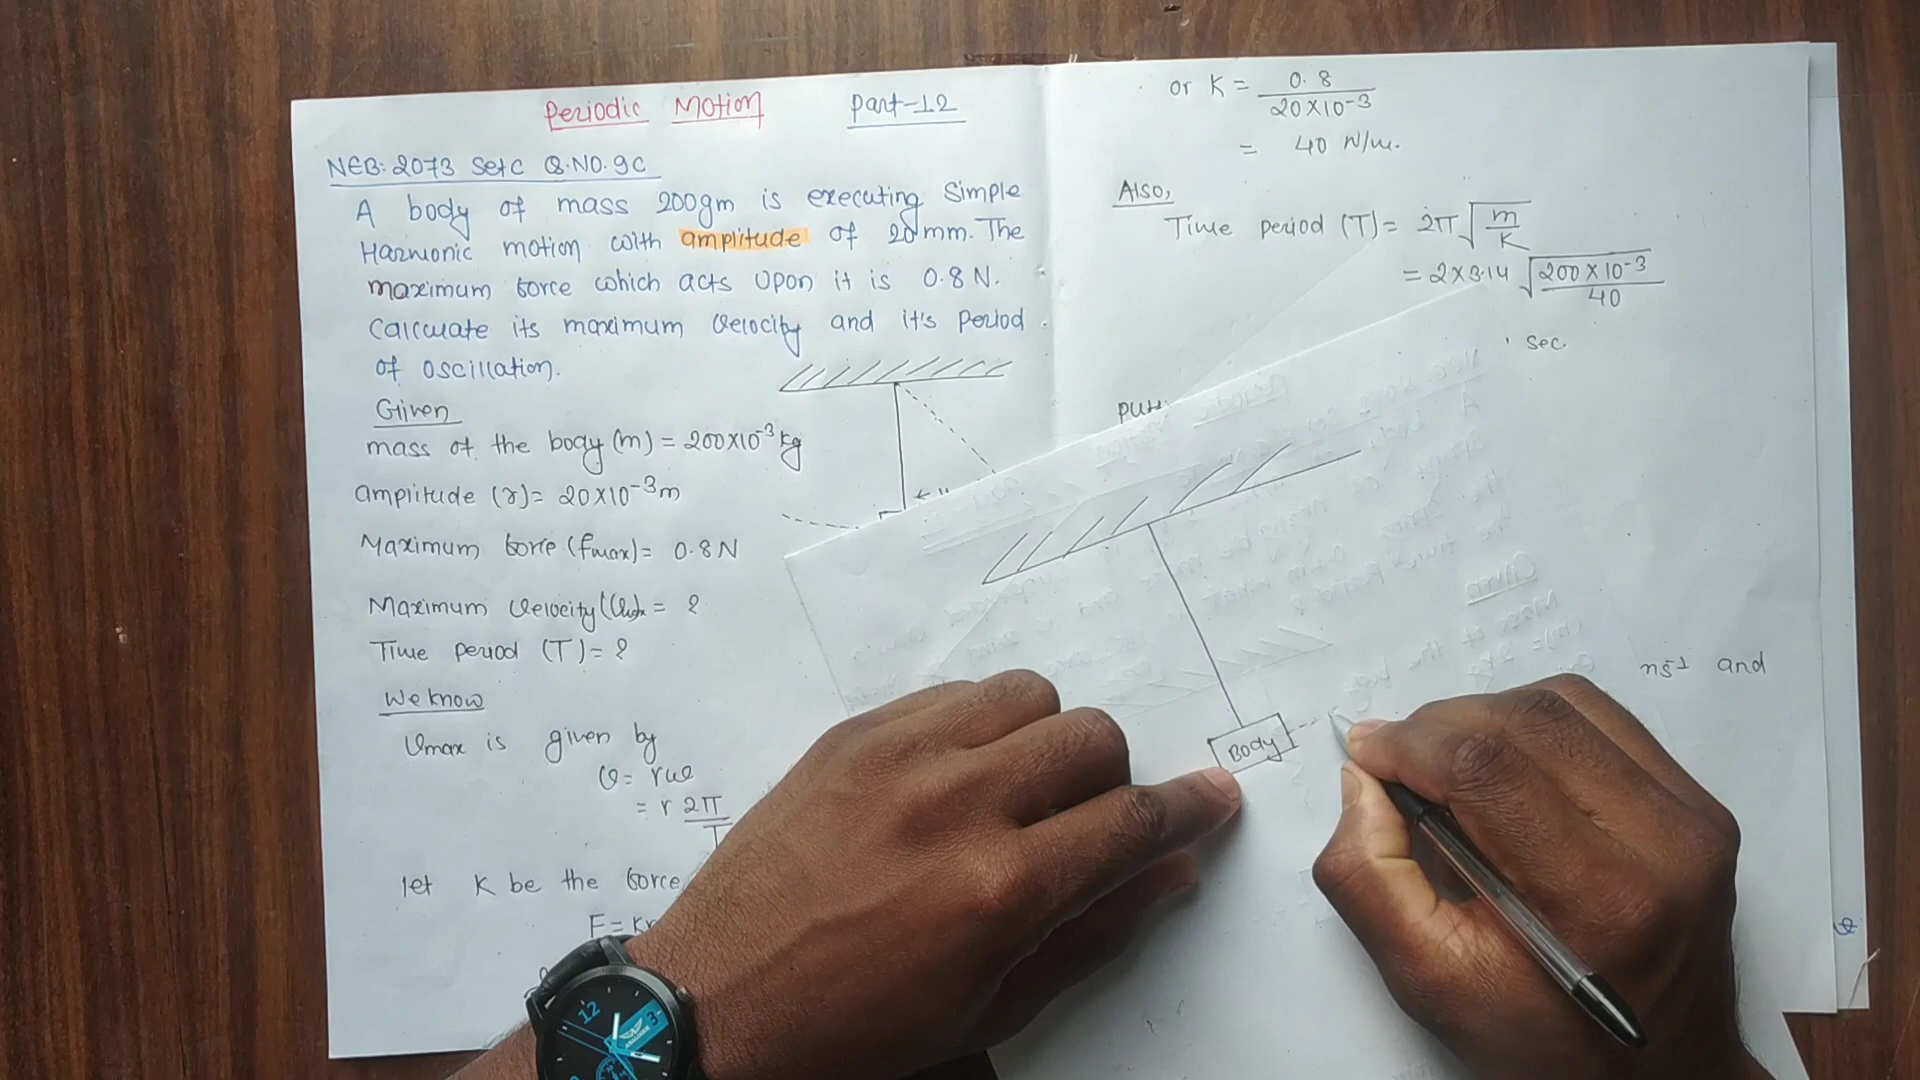 Periodic Motion Part-12
NEB: 2073 Set C Q.NO. 9C
A body of mass 200gm is executing Simple
Harmonic motion with amplitude of 20mm. The
maximum force which acts upon it is 0.8 N.
Calculate its maximum velocity and it's Period
of oscillation.
Given
mass of the body (m) = 200×10⁻³ kg
amplitude (r) = 20×10⁻³m
Maximum force (fmax) = 0.8 N
Maximum Velocity = ?
Time period (T) = ?
We know
Vmax is given by
v = rω
= r 2π/T
let K be the force
F = Kr
or K = 0.8 / 20×10⁻³
= 40 N/m.
Also,
Time period (T) = 2π √m/K
= 2×3.14 √200×10⁻³/40
sec.
and
Body
12
3